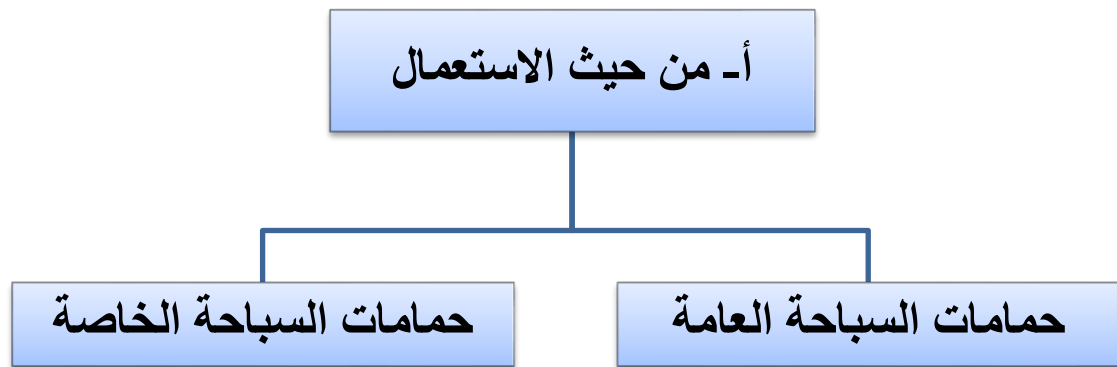 أ- من حيث الاستعمال
حمامات السباحة العامة
حمامات السباحة الخاصة